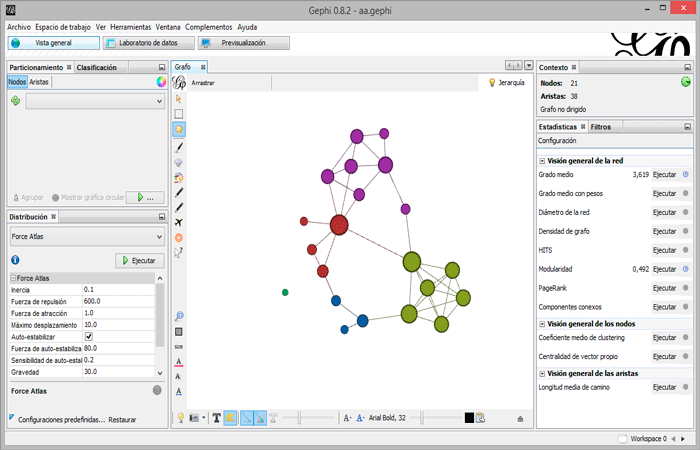 Gephi 0.8.2 - aa.gephi
Archivo Espacio de trabajo Ver Herramientas Ventana Complementos Ayuda
Vista general Laboratorio de datos Previsualización
Particionamiento Clasificación
Nodos Aristas
Agrupar Mostrar gráfica circular ...
Distribución
Force Atlas
Ejecutar
Force Atlas
Inercia 0.1
Fuerza de repulsión 600.0
Fuerza de atracción 1.0
Máximo desplazamiento 10.0
Auto-estabilizar
Fuerza de auto-estabiliza 80.0
Sensibilidad de auto-estal 0.2
Gravedad 30.0
Force Atlas
Configuraciones predefinidas... Restaurar
Grafo
Arrastrar Jerarquía
SIZE
A
A
A
T A- A- Arial Bold, 32
Contexto
Nodos: 21
Aristas: 38
Grafo no dirigido
Estadísticas Filtros
Configuración
Visión general de la red
Grado medio 3,619 Ejecutar
Grado medio con pesos Ejecutar
Diámetro de la red Ejecutar
Densidad de grafo Ejecutar
HITS Ejecutar
Modularidad 0,492 Ejecutar
PageRank Ejecutar
Componentes conexos Ejecutar
Visión general de los nodos
Coeficiente medio de clustering Ejecutar
Centralidad de vector propio Ejecutar
Visión general de las aristas
Longitud media de camino Ejecutar
Workspace 0